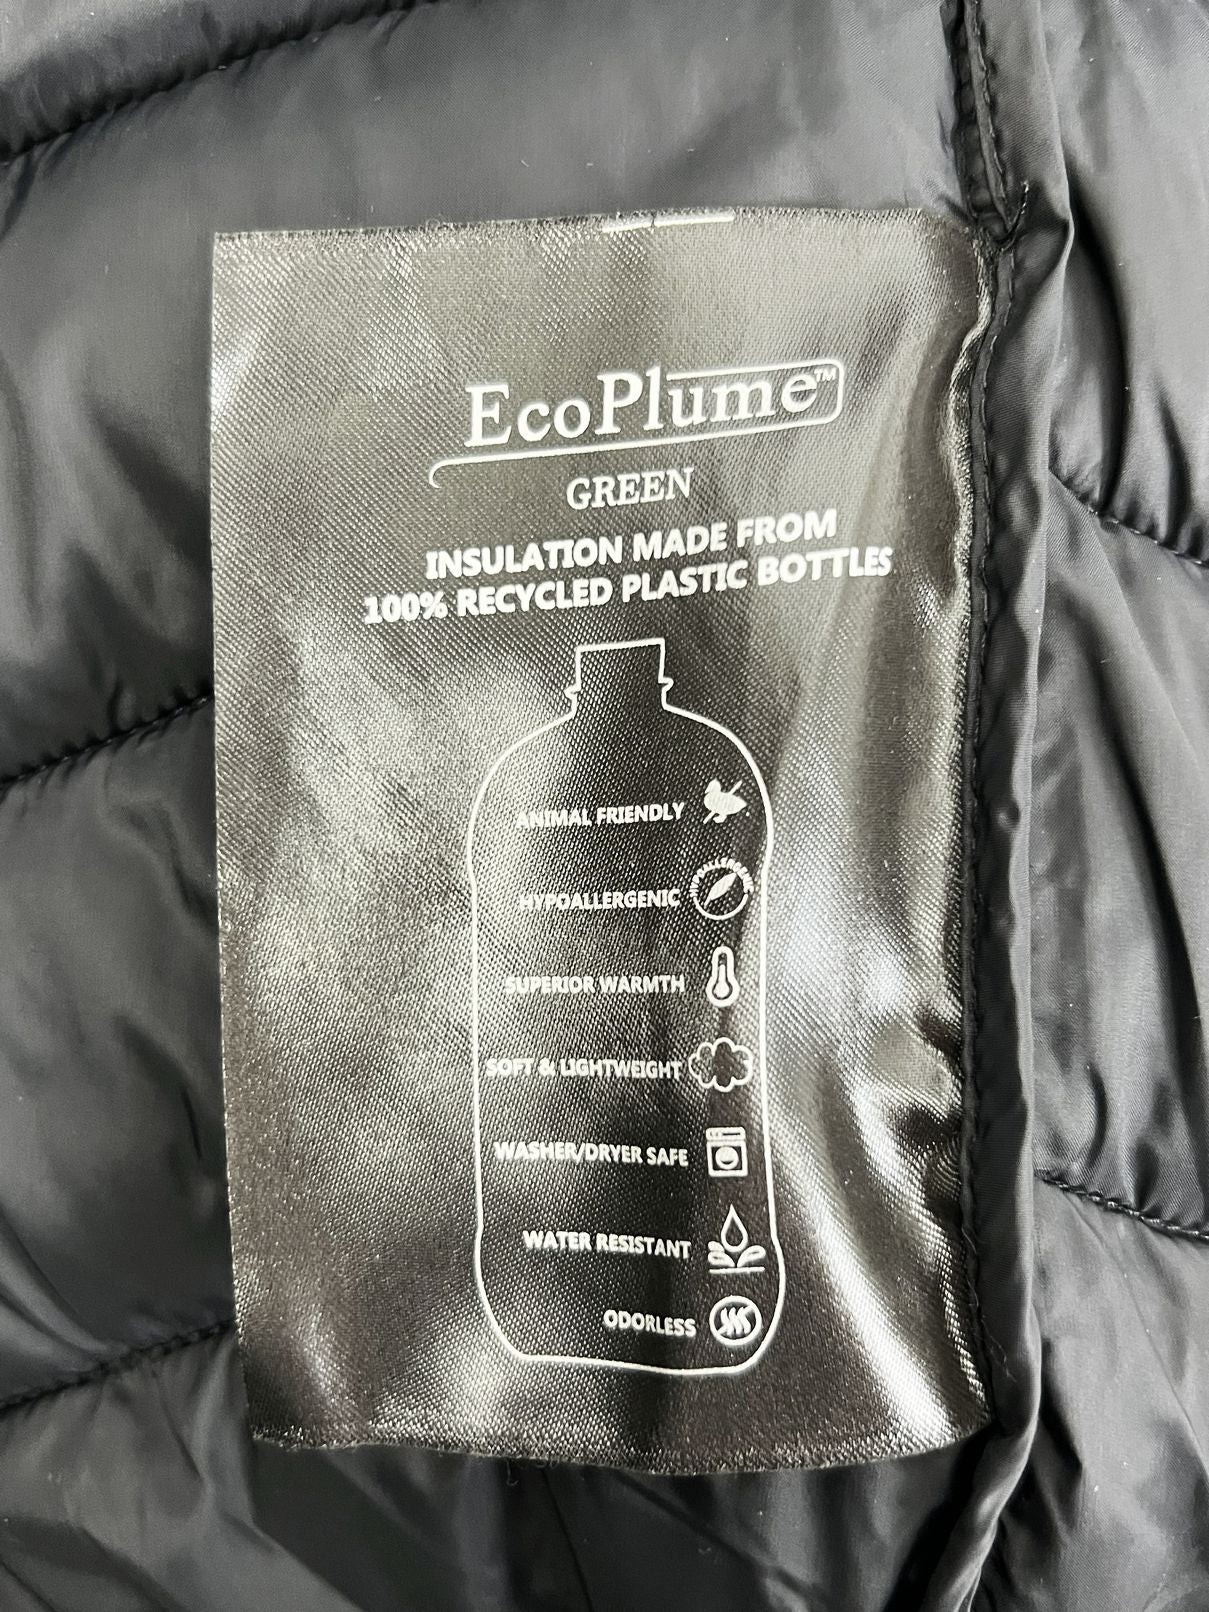 EcoPlume™
GREEN
INSULATION MADE FROM
100% RECYCLED PLASTIC BOTTLES
ANIMAL FRIENDLY
HYPOALLERGENIC
HYPOALLERGENIC
SUPERIOR WARMTH
SOFT & LIGHTWEIGHT
WASHER/DRYER SAFE
WATER RESISTANT
ODORLESS